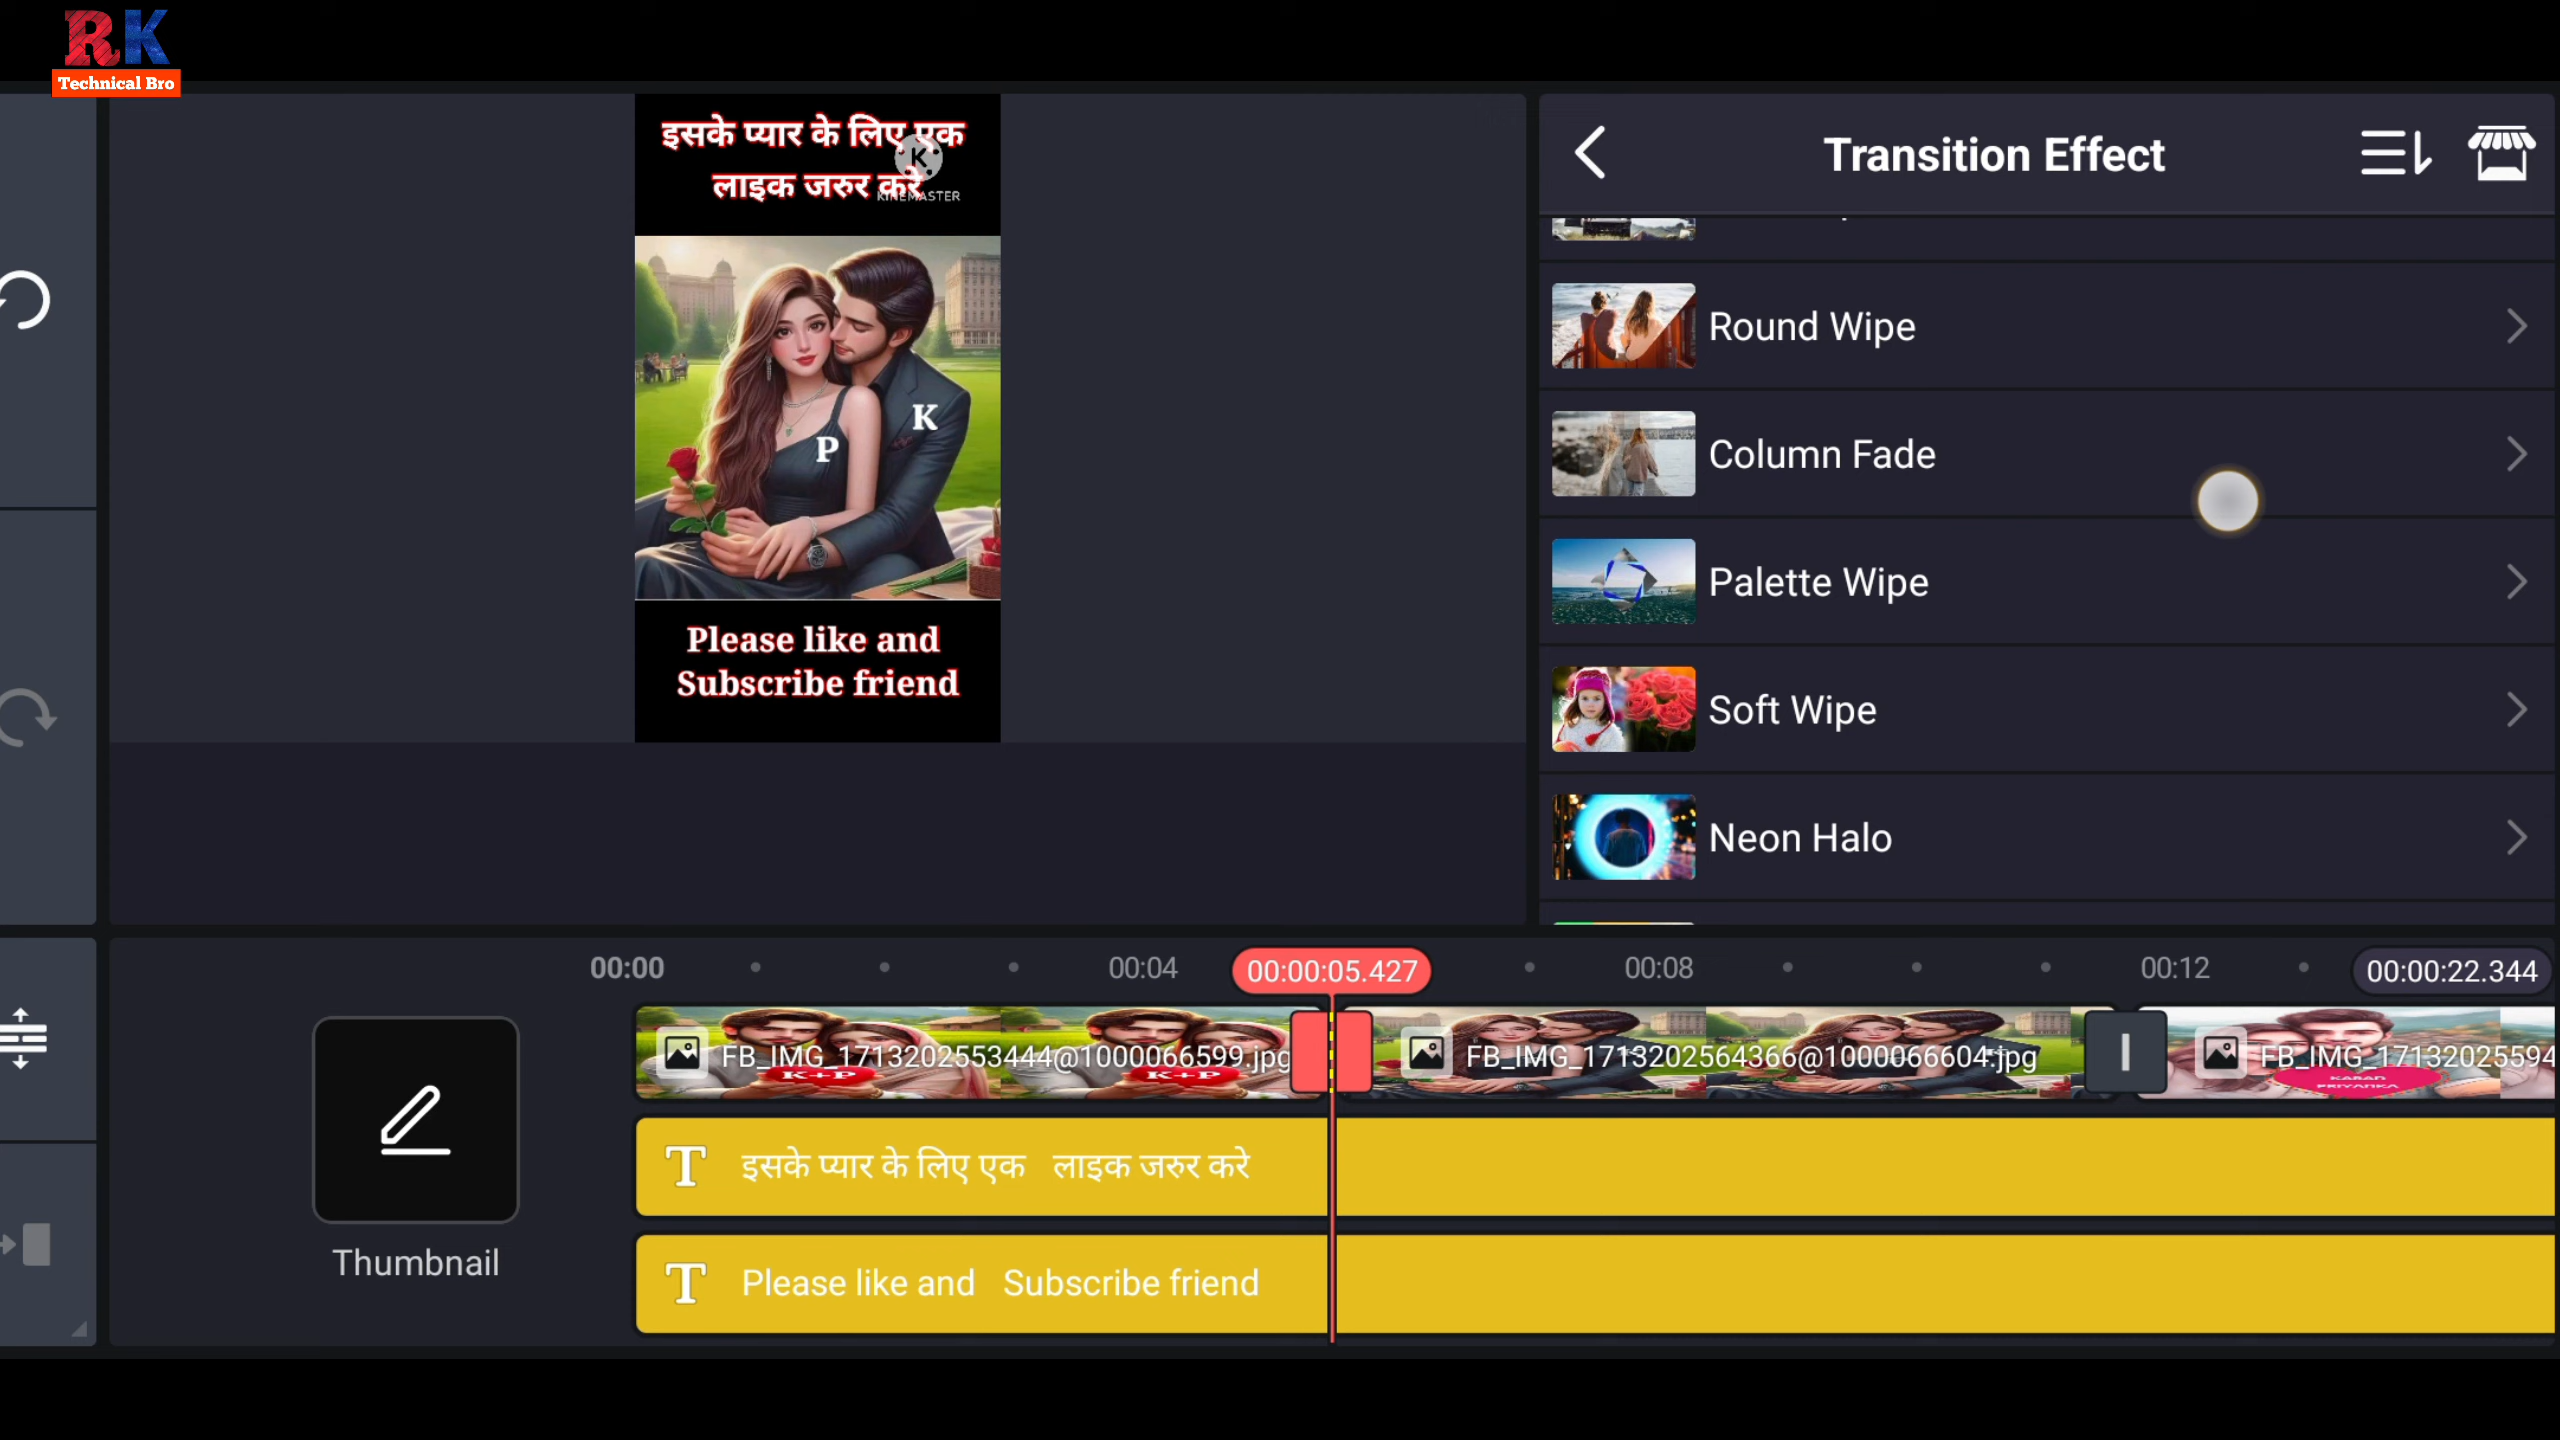 RK
Technical Bro
इसके प्यार के लिए एक
लाइक जरुर करे
K
KINEMASTER
K
P
Please like and
Subscribe friend
Transition Effect
Round Wipe
Column Fade
Palette Wipe
Soft Wipe
Neon Halo
00:00
00:04
00:00:05.427
00:08
00:12
00:00:22.344
FB_IMG_1713202553444@1000066599.jpg
K+P
K+P
FB_IMG_1713202564366@1000066604.jpg
FB_IMG_17132025594
KARAN
PRIYANKA
Thumbnail
T इसके प्यार के लिए एक लाइक जरुर करे
T Please like and Subscribe friend